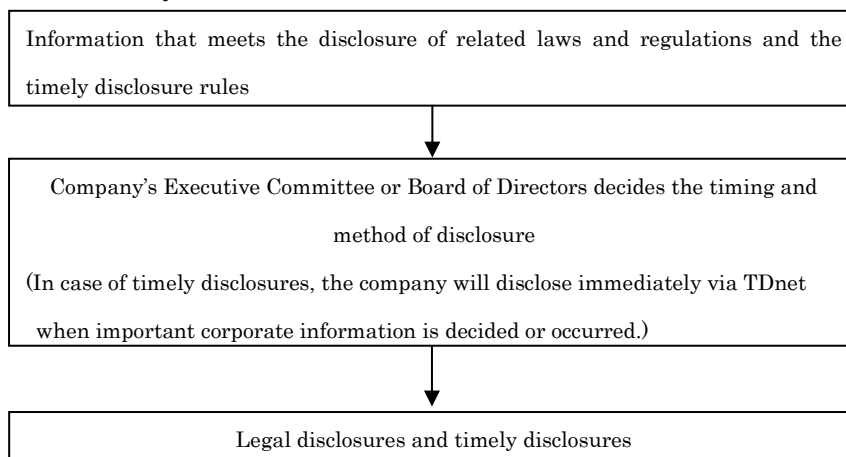 Information that meets the disclosure of related laws and regulations and the
timely disclosure rules
Company's Executive Committee or Board of Directors decides the timing and
method of disclosure
(In case of timely disclosures, the company will disclose immediately via TDnet
when important corporate information is decided or occurred.)
Legal disclosures and timely disclosures